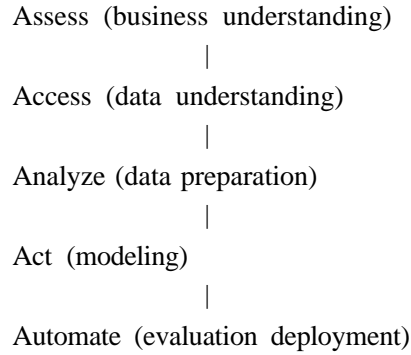 Assess (business understanding)
|
Access (data understanding)
|
Analyze (data preparation)
|
Act (modeling)
|
Automate (evaluation deployment)